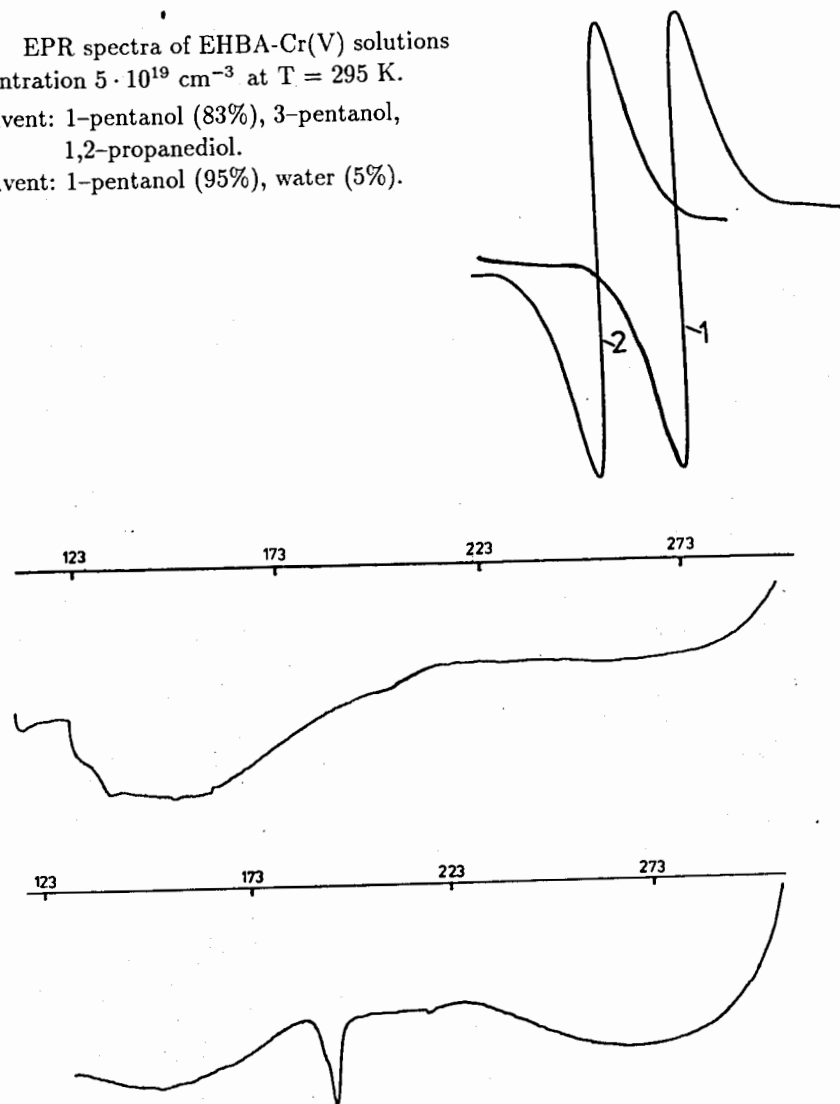 EPR spectra of EHBA-Cr(V) solutions
ntration 5 · 10¹⁹ cm⁻³ at T = 295 K.
vent: 1–pentanol (83%), 3–pentanol,
1,2–propanediol.
vent: 1–pentanol (95%), water (5%).
2
1
123 173 223 273
123 173 223 273